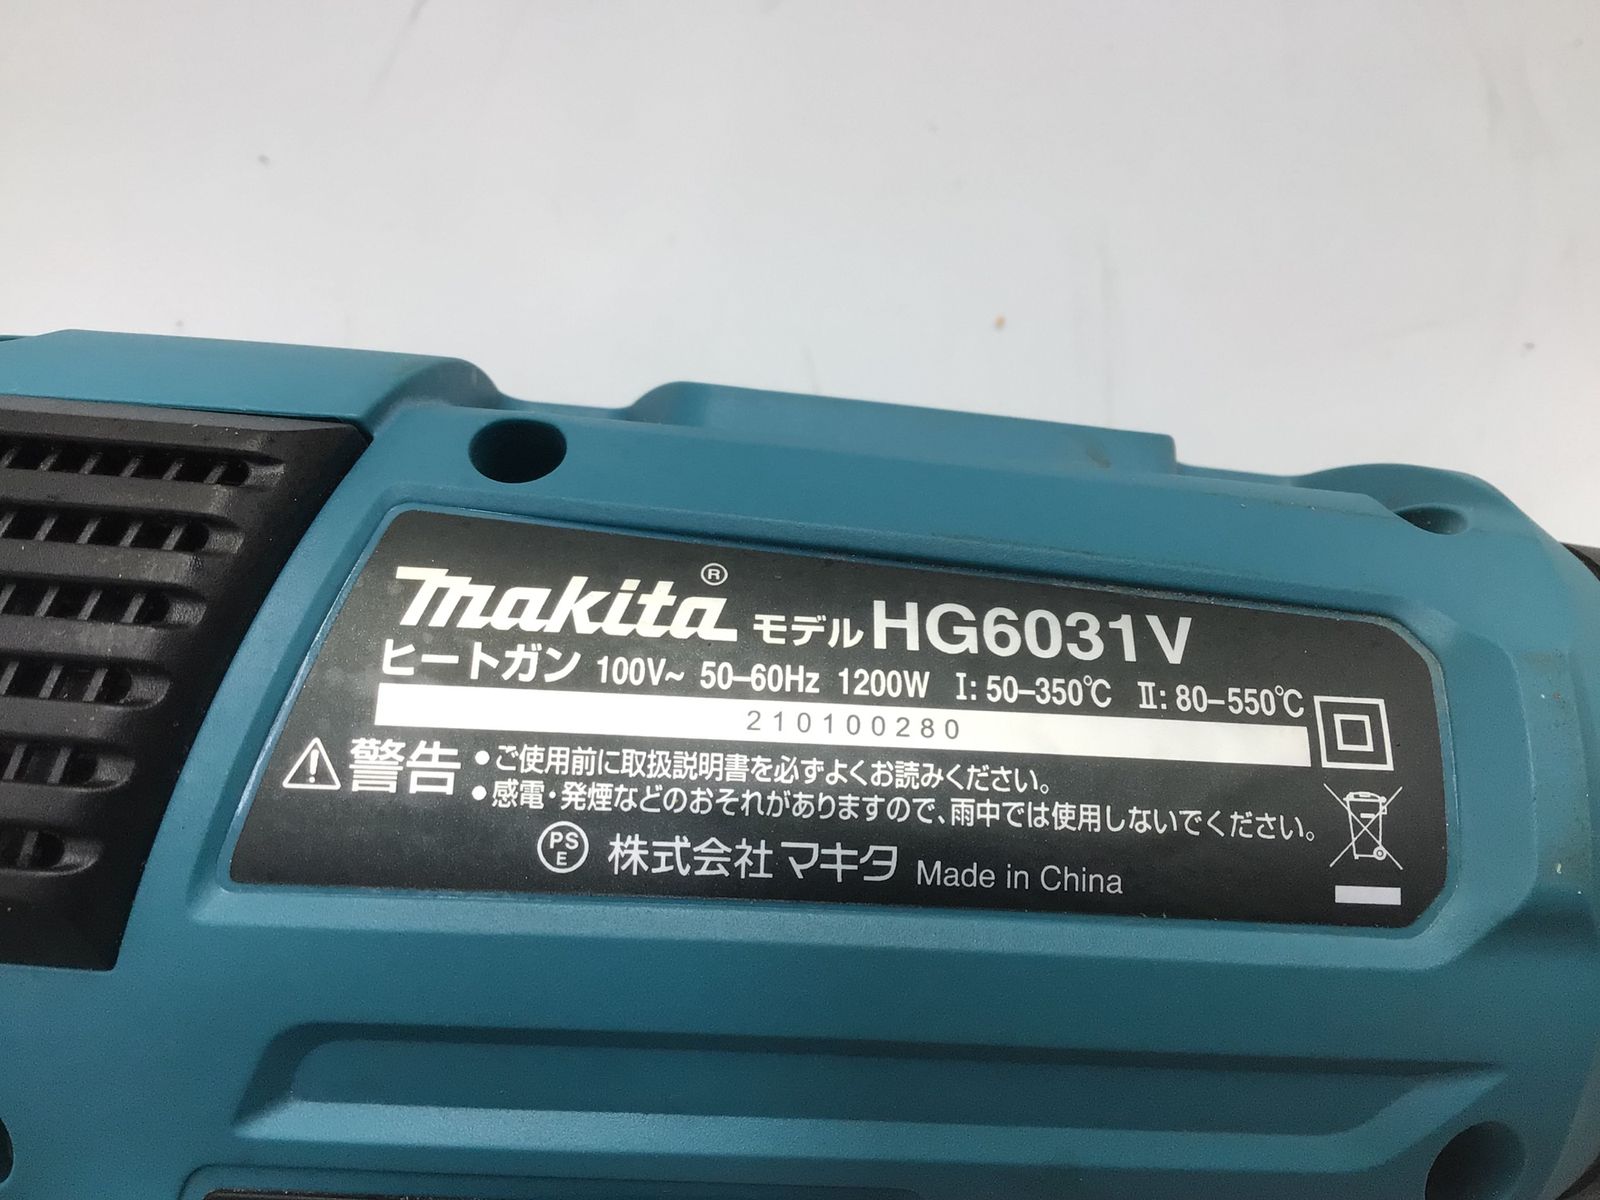 makita® モデル HG6031V
ヒートガン 100V~ 50–60Hz 1200W I: 50–350℃ II: 80–550℃
210100280
警告 •ご使用前に取扱説明書を必ずよくお読みください。
•感電・発煙などのおそれがありますので、雨中では使用しないでください。
PS E 株式会社マキタ Made in China